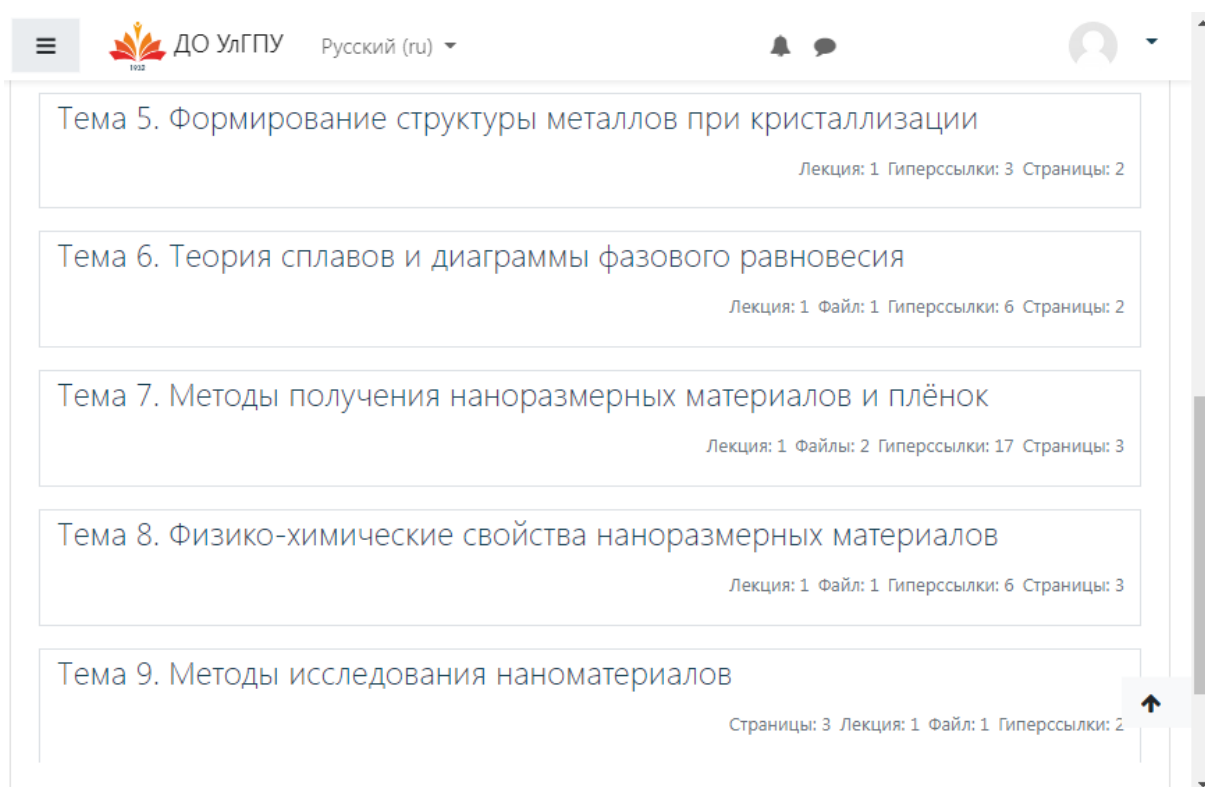 ДО УлГПУ Русский (ru)
1932
Тема 5. Формирование структуры металлов при кристаллизации
Лекция: 1 Гиперссылки: 3 Страницы: 2
Тема 6. Теория сплавов и диаграммы фазового равновесия
Лекция: 1 Файл: 1 Гиперссылки: 6 Страницы: 2
Тема 7. Методы получения наноразмерных материалов и плёнок
Лекция: 1 Файлы: 2 Гиперссылки: 17 Страницы: 3
Тема 8. Физико-химические свойства наноразмерных материалов
Лекция: 1 Файл: 1 Гиперссылки: 6 Страницы: 3
Тема 9. Методы исследования наноматериалов
Страницы: 3 Лекция: 1 Файл: 1 Гиперссылки: 2